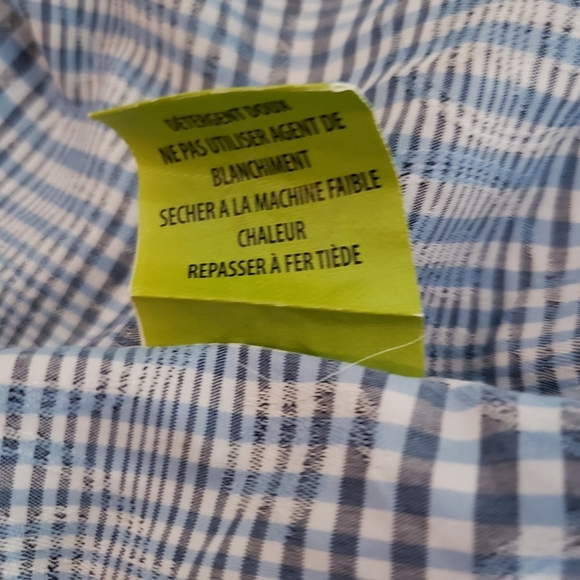 DÉTERGENT DOUX
NE PAS UTILISER AGENT DE
BLANCHIMENT
SECHER A LA MACHINE FAIBLE
CHALEUR
REPASSER À FER TIÈDE